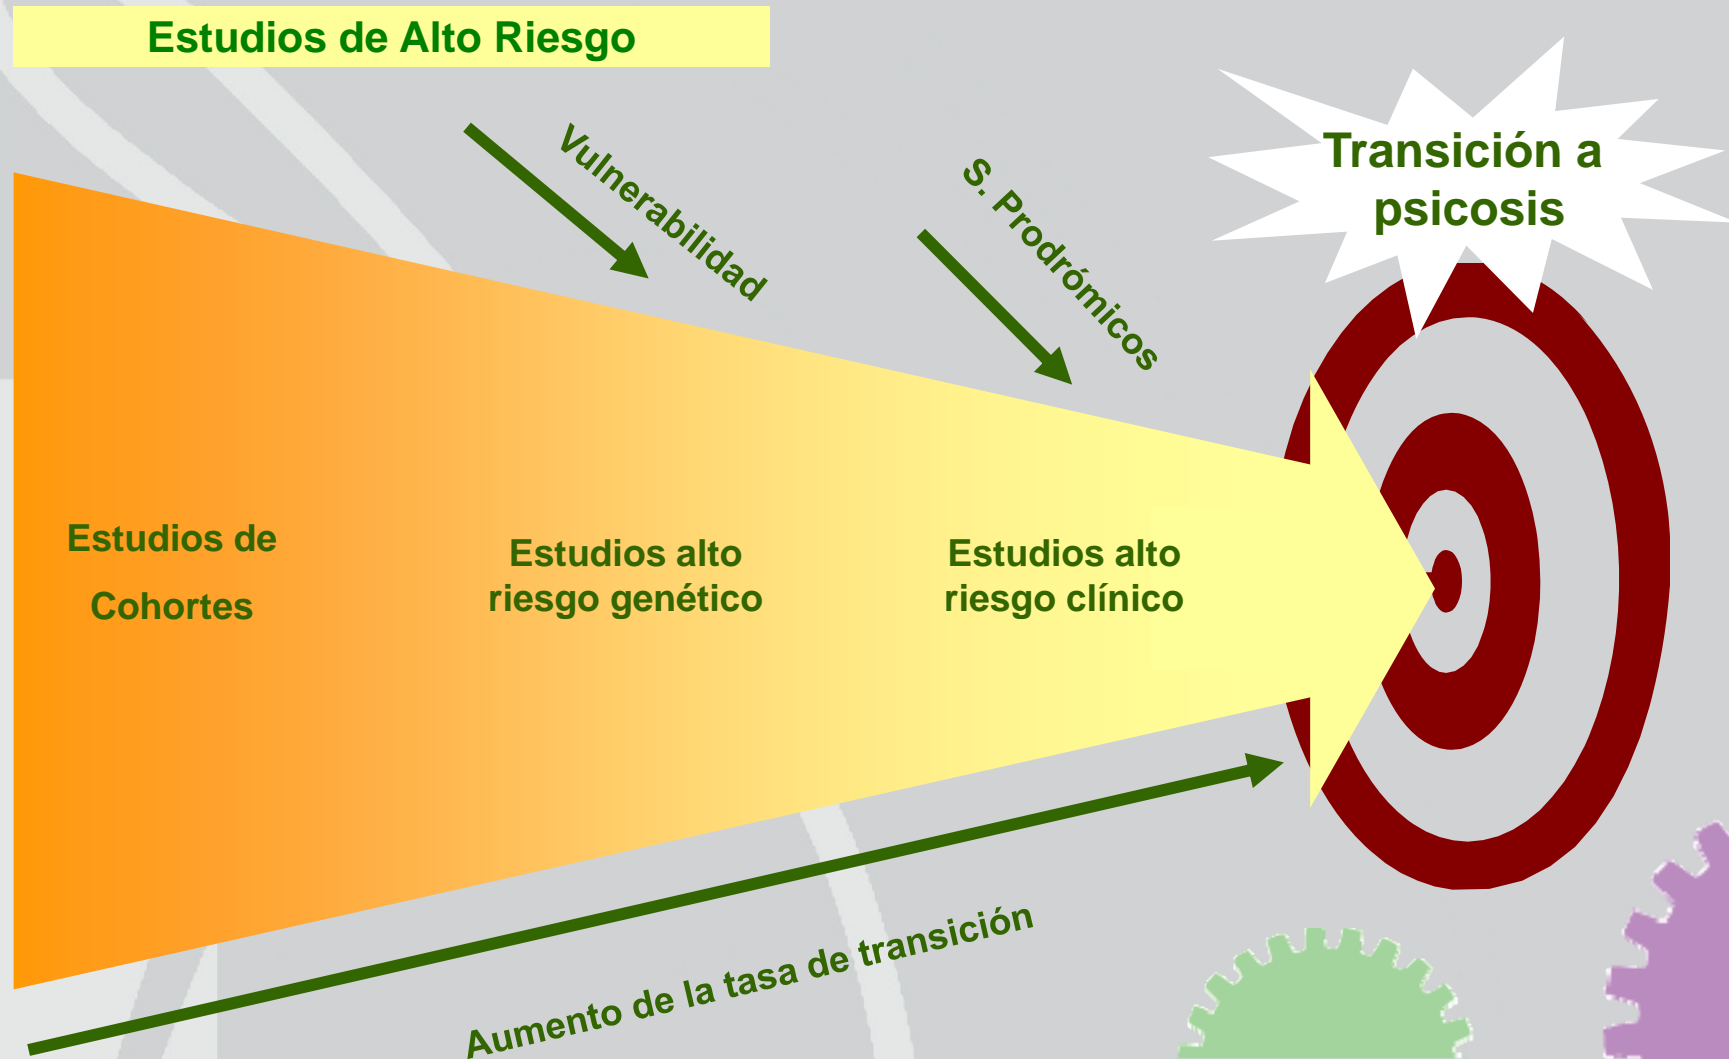 Estudios de Alto Riesgo
Vulnerabilidad
S. Prodrómicos
Transición a
psicosis
Estudios de
Cohortes
Estudios alto
riesgo genético
Estudios alto
riesgo clínico
Aumento de la tasa de transición